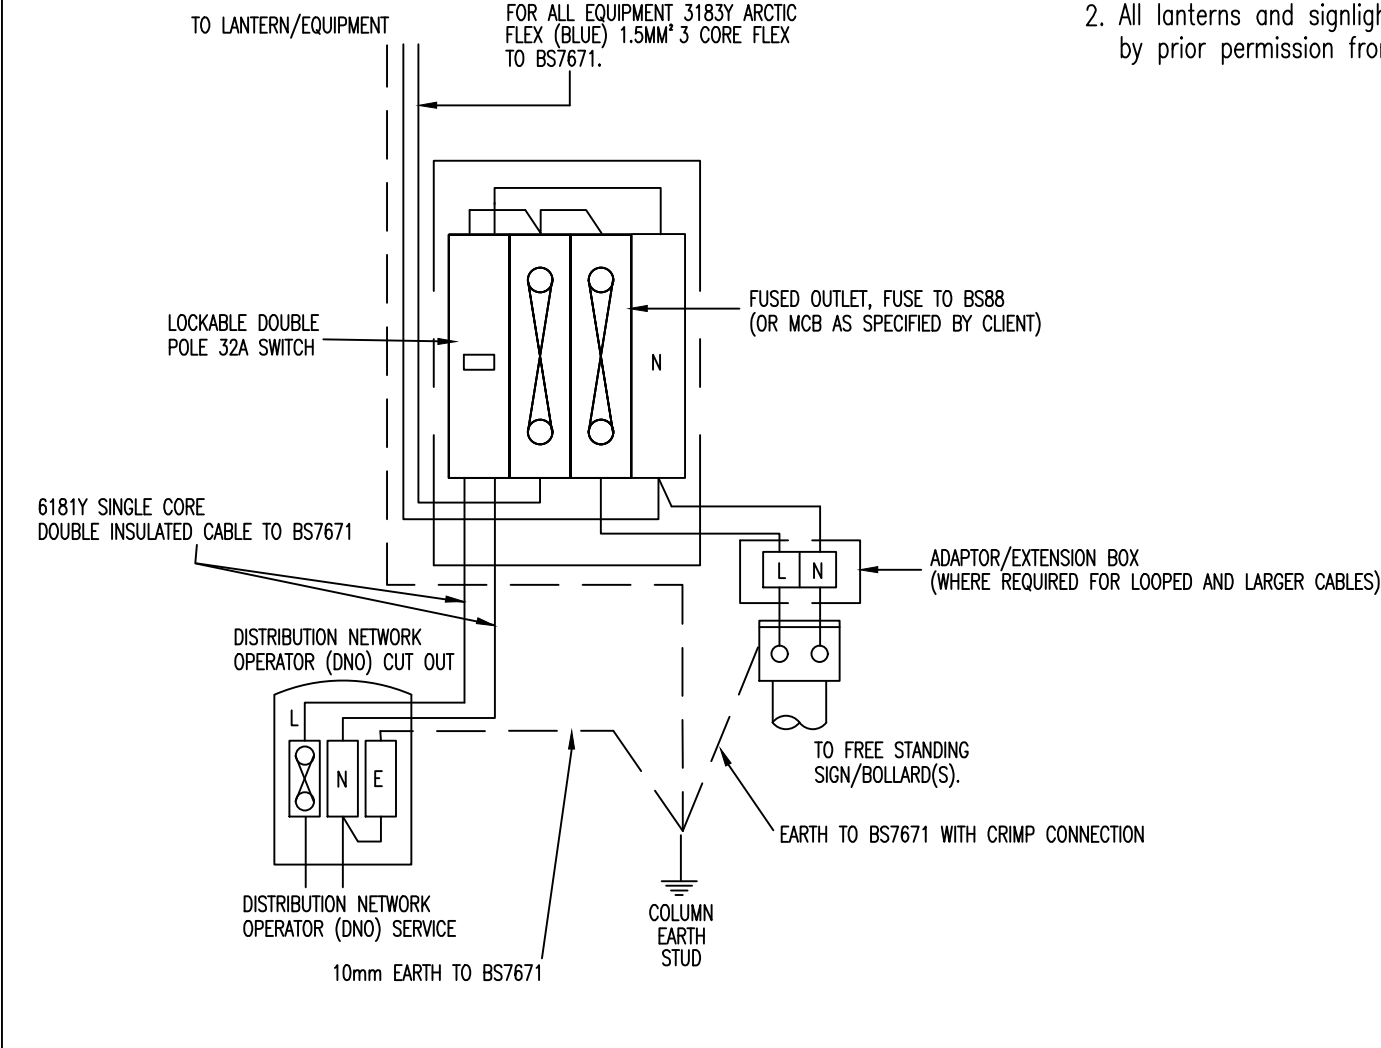 TO LANTERN/EQUIPMENT
FOR ALL EQUIPMENT 3183Y ARCTIC
FLEX (BLUE) 1.5MM² 3 CORE FLEX
TO BS7671.
2. All lanterns and signligh
by prior permission from
LOCKABLE DOUBLE
POLE 32A SWITCH
N
FUSED OUTLET, FUSE TO BS88
(OR MCB AS SPECIFIED BY CLIENT)
6181Y SINGLE CORE
DOUBLE INSULATED CABLE TO BS7671
L N
ADAPTOR/EXTENSION BOX
(WHERE REQUIRED FOR LOOPED AND LARGER CABLES)
DISTRIBUTION NETWORK
OPERATOR (DNO) CUT OUT
L
N E
TO FREE STANDING
SIGN/BOLLARD(S).
EARTH TO BS7671 WITH CRIMP CONNECTION
DISTRIBUTION NETWORK
OPERATOR (DNO) SERVICE
COLUMN
EARTH
STUD
10mm EARTH TO BS7671